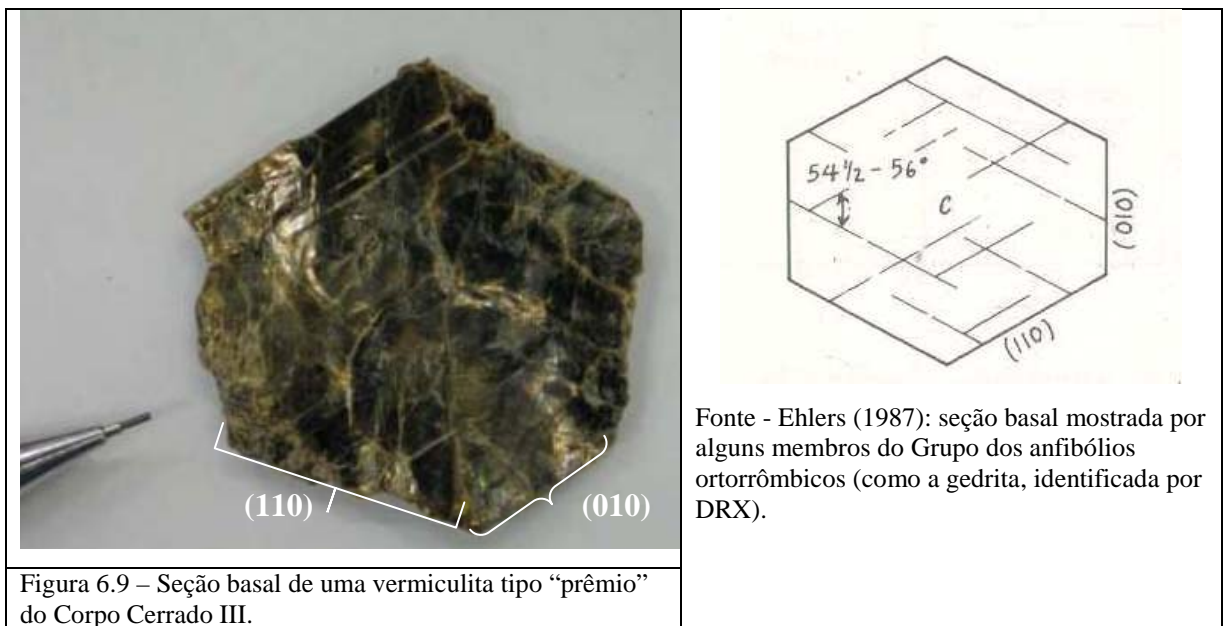 (110)
(010)
54 1/2 - 56°
C
(010)
(110)
Fonte - Ehlers (1987): seção basal mostrada por
alguns membros do Grupo dos anfibólios
ortorrômbicos (como a gedrita, identificada por
DRX).
Figura 6.9 – Seção basal de uma vermiculita tipo “prêmio”
do Corpo Cerrado III.